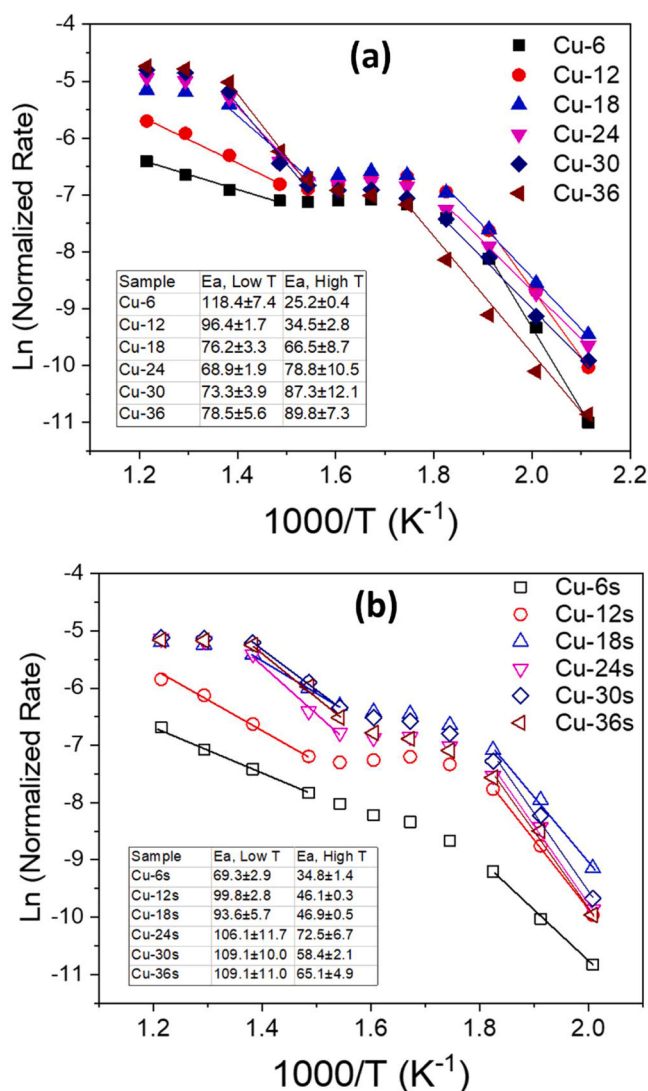 (a)
Cu-6
Cu-12
Cu-18
Cu-24
Cu-30
Cu-36
-4
-5
-6
-7
-8
-9
-10
-11
Ln (Normalized Rate)
Sample Ea, Low T Ea, High T
Cu-6 118.4±7.4 25.2±0.4
Cu-12 96.4±1.7 34.5±2.8
Cu-18 76.2±3.3 66.5±8.7
Cu-24 68.9±1.9 78.8±10.5
Cu-30 73.3±3.9 87.3±12.1
Cu-36 78.5±5.6 89.8±7.3
1.2 1.4 1.6 1.8 2.0 2.2
1000/T (K⁻¹)
(b)
Cu-6s
Cu-12s
Cu-18s
Cu-24s
Cu-30s
Cu-36s
-4
-5
-6
-7
-8
-9
-10
-11
Ln (Normalized Rate)
Sample Ea, Low T Ea, High T
Cu-6s 69.3±2.9 34.8±1.4
Cu-12s 99.8±2.8 46.1±0.3
Cu-18s 93.6±5.7 46.9±0.5
Cu-24s 106.1±11.7 72.5±6.7
Cu-30s 109.1±10.0 58.4±2.1
Cu-36s 109.1±11.0 65.1±4.9
1.2 1.4 1.6 1.8 2.0
1000/T (K⁻¹)